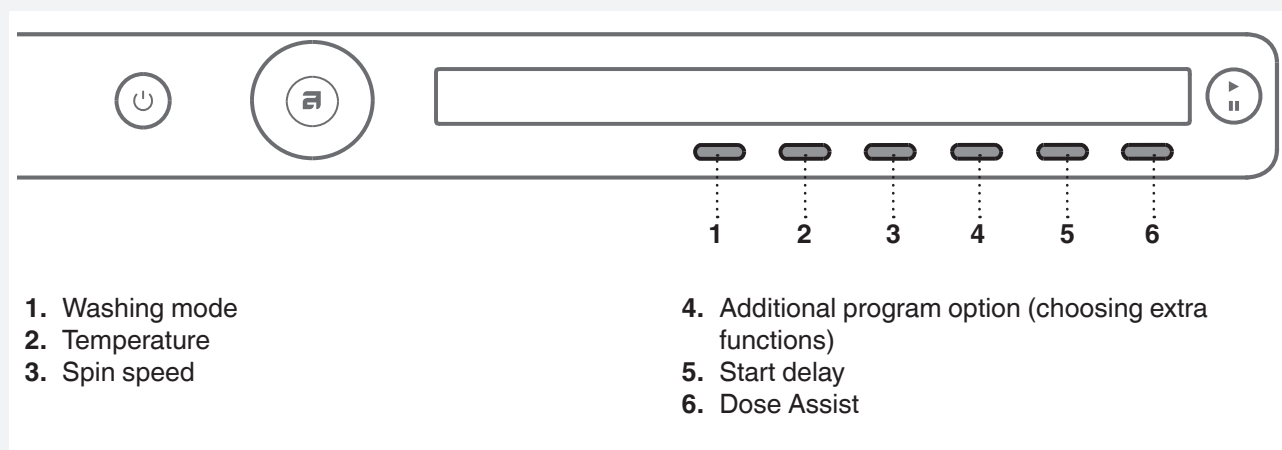 1 2 3 4 5 6
1. Washing mode
2. Temperature
3. Spin speed
4. Additional program option (choosing extra
functions)
5. Start delay
6. Dose Assist